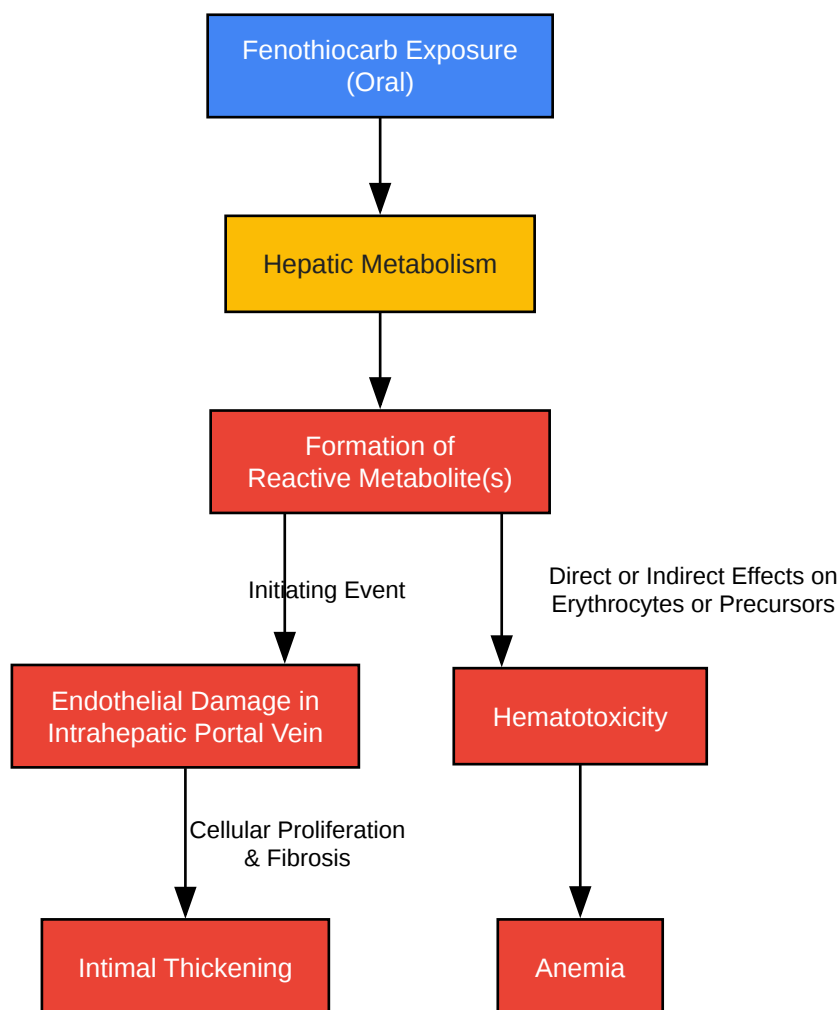 Fenothiocarb Exposure
(Oral)
Hepatic Metabolism
Formation of
Reactive Metabolite(s)
Initiating Event
Direct or Indirect Effects on
Erythrocytes or Precursors
Endothelial Damage in
Intrahepatic Portal Vein
Hematotoxicity
Cellular Proliferation
& Fibrosis
Intimal Thickening
Anemia